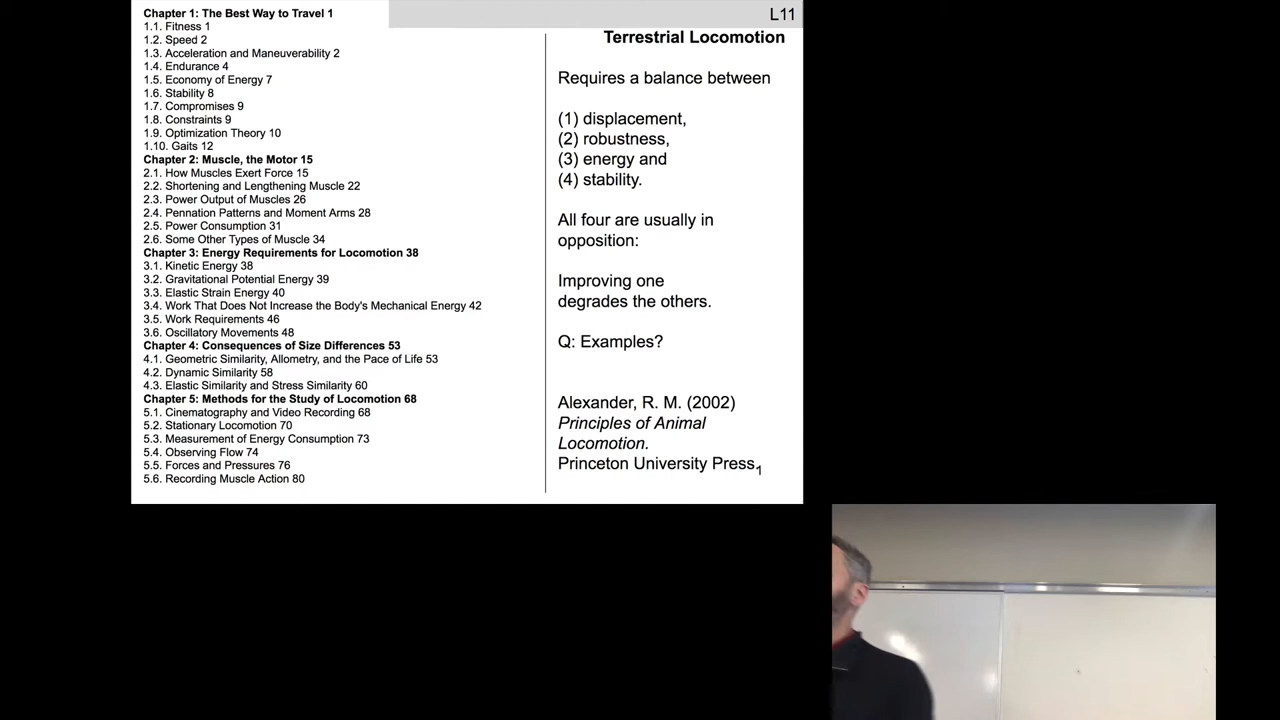 Chapter 1: The Best Way to Travel 1
1.1. Fitness 1
1.2. Speed 2
1.3. Acceleration and Maneuverability 2
1.4. Endurance 4
1.5. Economy of Energy 7
1.6. Stability 8
1.7. Compromises 9
1.8. Constraints 9
1.9. Optimization Theory 10
1.10. Gaits 12
Chapter 2: Muscle, the Motor 15
2.1. How Muscles Exert Force 15
2.2. Shortening and Lengthening Muscle 22
2.3. Power Output of Muscles 26
2.4. Pennation Patterns and Moment Arms 28
2.5. Power Consumption 31
2.6. Some Other Types of Muscle 34
Chapter 3: Energy Requirements for Locomotion 38
3.1. Kinetic Energy 38
3.2. Gravitational Potential Energy 39
3.3. Elastic Strain Energy 40
3.4. Work That Does Not Increase the Body's Mechanical Energy 42
3.5. Work Requirements 46
3.6. Oscillatory Movements 48
Chapter 4: Consequences of Size Differences 53
4.1. Geometric Similarity, Allometry, and the Pace of Life 53
4.2. Dynamic Similarity 58
4.3. Elastic Similarity and Stress Similarity 60
Chapter 5: Methods for the Study of Locomotion 68
5.1. Cinematography and Video Recording 68
5.2. Stationary Locomotion 70
5.3. Measurement of Energy Consumption 73
5.4. Observing Flow 74
5.5. Forces and Pressures 76
5.6. Recording Muscle Action 80
L11
Terrestrial Locomotion
Requires a balance between
(1) displacement,
(2) robustness,
(3) energy and
(4) stability.
All four are usually in
opposition:
Improving one
degrades the others.
Q: Examples?
Alexander, R. M. (2002)
Principles of Animal
Locomotion.
Princeton University Press.
1